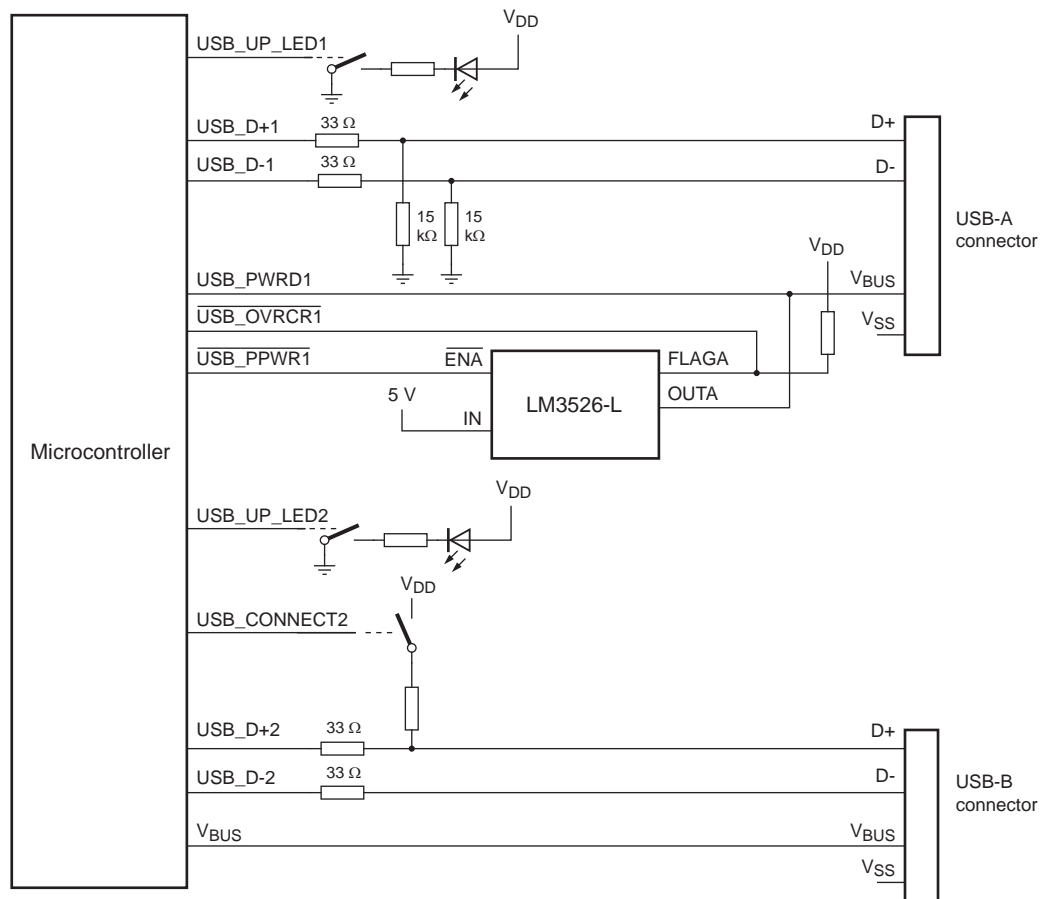 VDD
USB_UP_LED1
USB_D+1
33 Ω
D+
USB_D-1
33 Ω
D-
15
kΩ
15
kΩ
USB-A
connector
VDD
USB_PWRD1
VBUS
USB_OVRCR1
VSS
USB_PPWR1
ENA
FLAGA
5 V
IN
LM3526-L
OUTA
Microcontroller
VDD
USB_UP_LED2
VDD
USB_CONNECT2
USB_D+2
33 Ω
D+
USB_D-2
33 Ω
D-
USB-B
connector
VBUS
VBUS
VSS